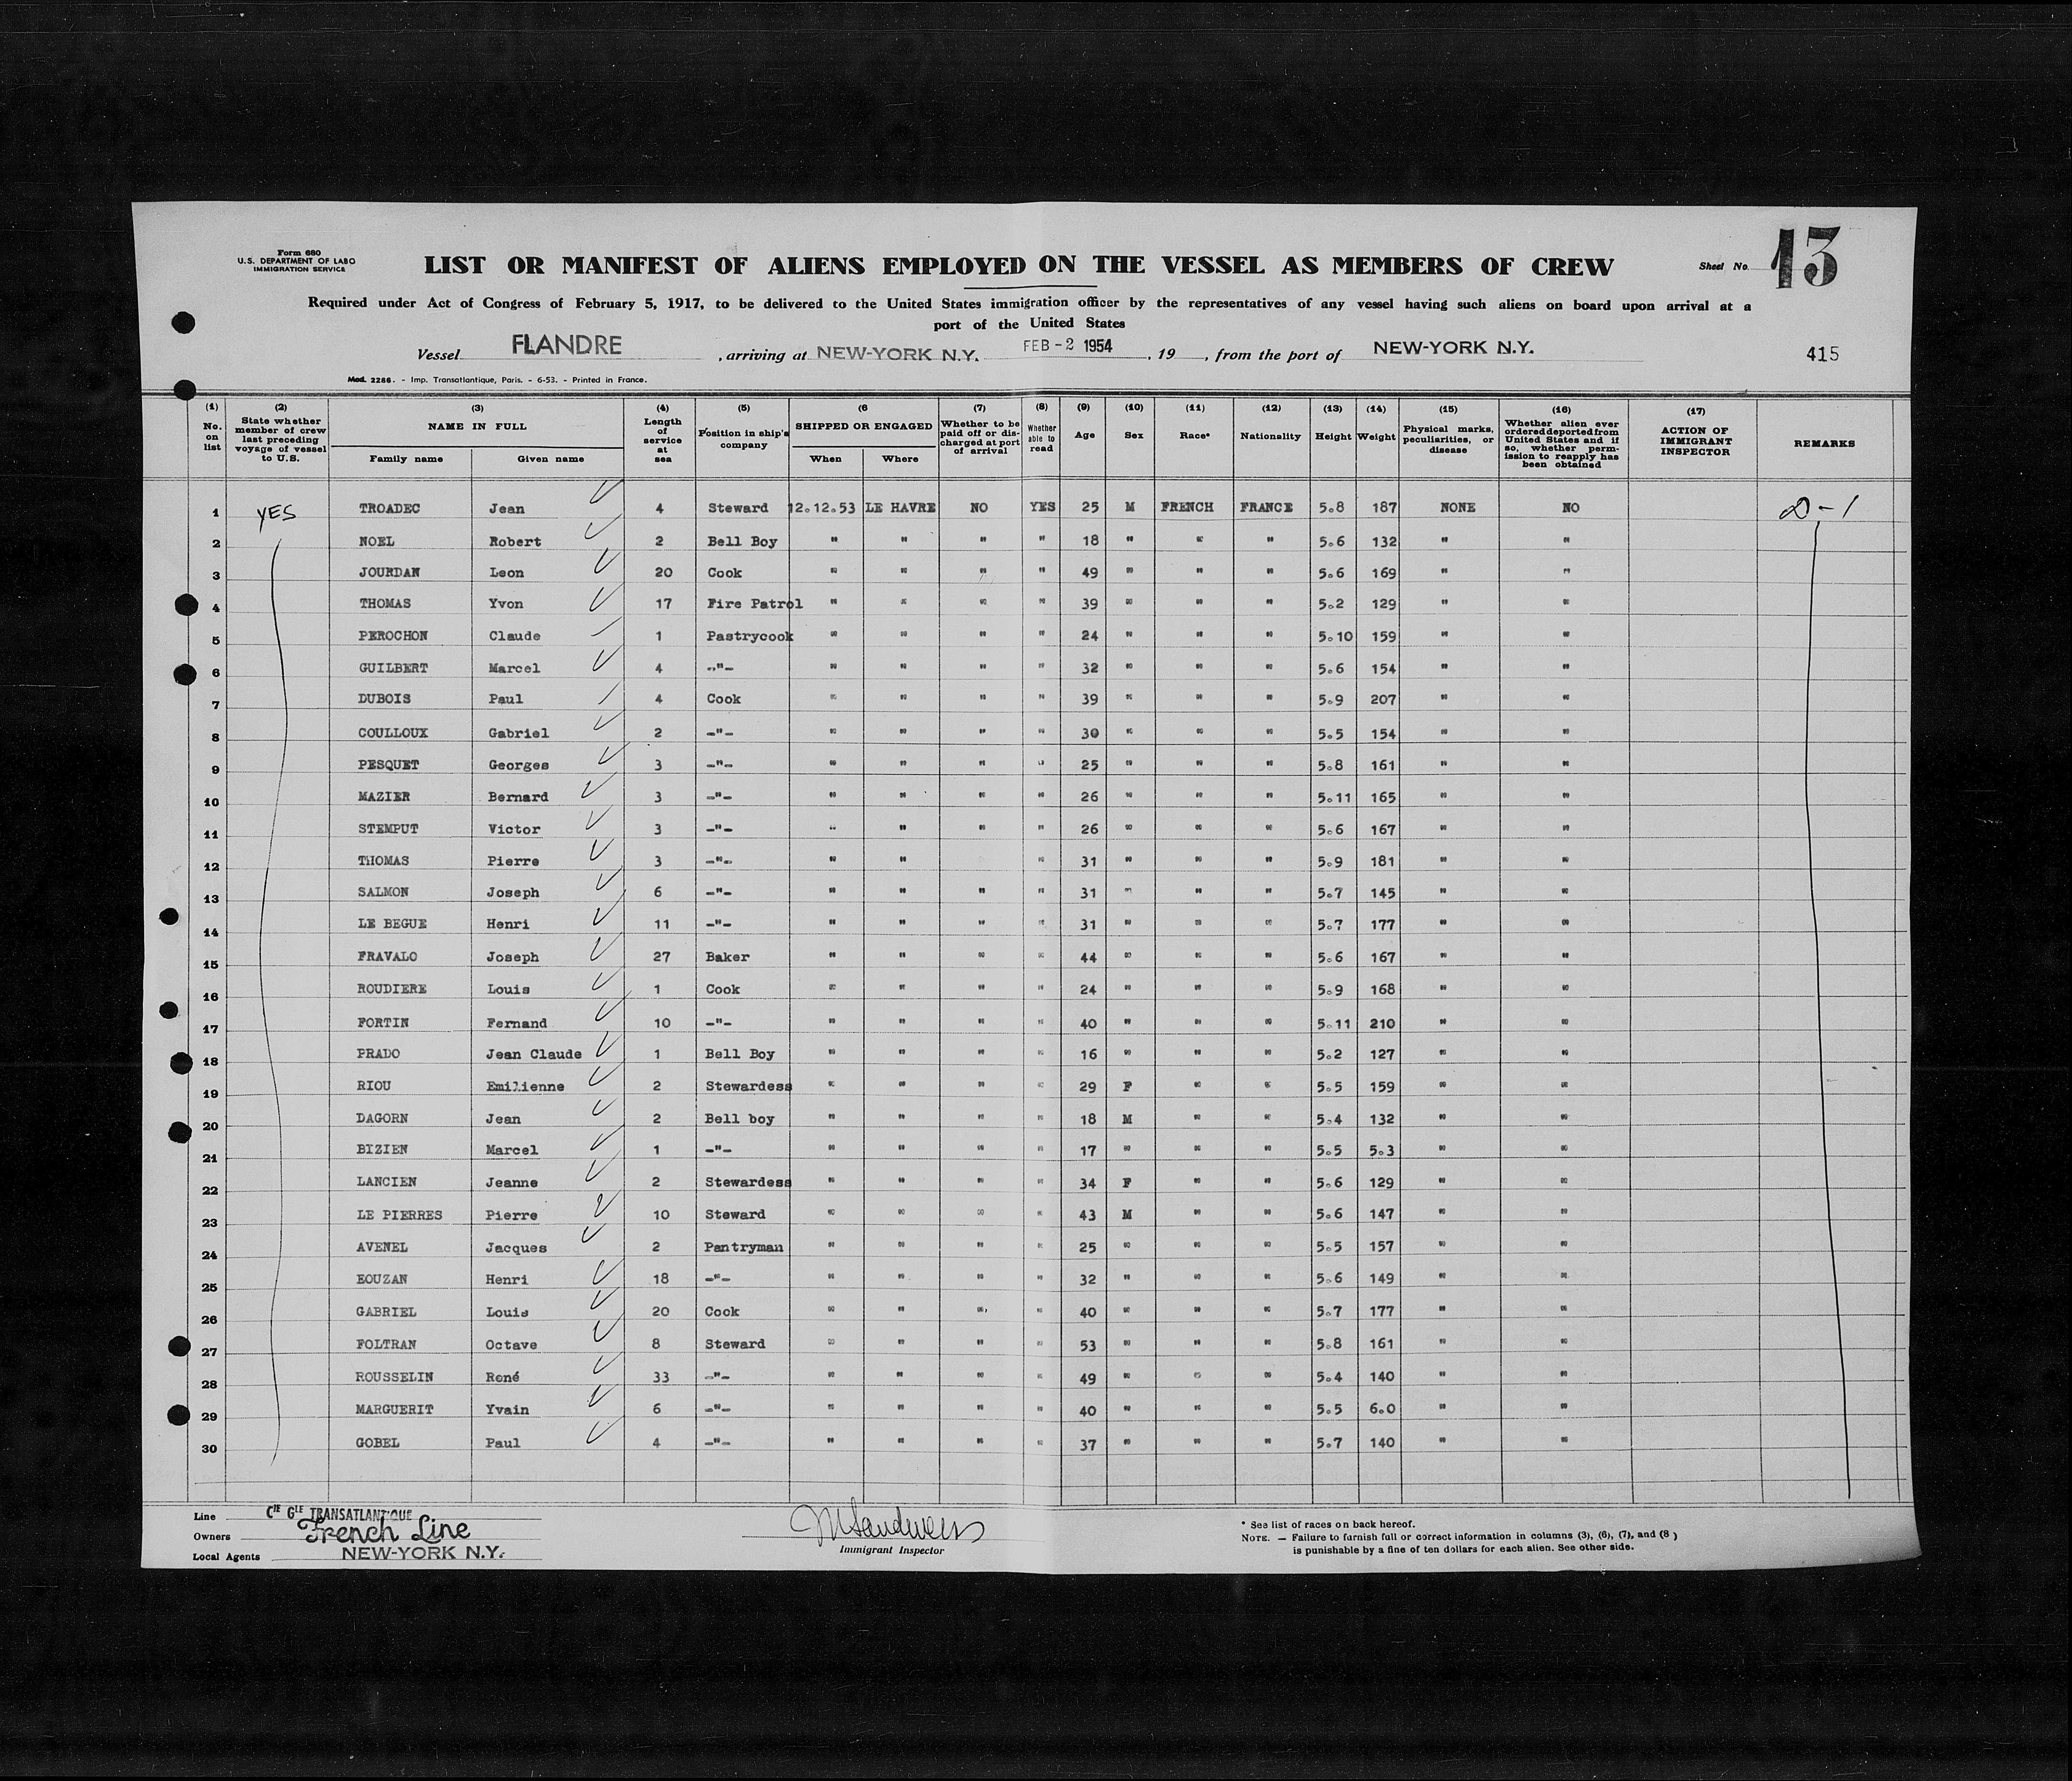 Form 680
U.S. DEPARTMENT OF LABO
IMMIGRATION SERVICE
LIST OR MANIFEST OF ALIENS EMPLOYED ON THE VESSEL AS MEMBERS OF CREW
Sheet No. 13
Required under Act of Congress of February 5, 1917, to be delivered to the United States immigration officer by the representatives of any vessel having such aliens on board upon arrival at a
port of the United States
Vessel FLANDRE, arriving at NEW-YORK N.Y. FEB - 2 1954, 19 , from the port of NEW-YORK N.Y. 415
Mod. 2286. - Imp. Transatlantique, Paris. - 6-53. - Printed in France.
(1) No. on list
(2) State whether member of crew last preceding voyage of vessel to U.S.
(3) NAME IN FULL Family name Given name
(4) Length of service at sea
(5) Position in ship's company
(6 SHIPPED OR ENGAGED When Where
(7) Whether to be paid off or discharged at port of arrival
(8) Whether able to read
(9) Age
(10) Sex
(11) Race*
(12) Nationality
(13) Height
(14) Weight
(15) Physical marks, peculiarities, or disease
(16) Whether alien ever ordered deported from United States and if so, whether permission to reapply has been obtained
(17) ACTION OF IMMIGRANT INSPECTOR
REMARKS
1 YES TROADEC Jean 4 Steward 12.12.53 LE HAVRE NO YES 25 M FRENCH FRANCE 5.8 187 NONE NO D-1
2 NOEL Robert 2 Bell Boy " " " " 18 " " " 5.6 132 " "
3 JOURDAN Leon 20 Cook " " " " 49 " " " 5.6 169 " "
4 THOMAS Yvon 17 Fire Patrol " " " " 39 " " " 5.2 129 " "
5 PEROCHON Claude 1 Pastrycook " " " " 24 " " " 5.10 159 " "
6 GUILBERT Marcel 4 -"- " " " " 32 " " " 5.6 154 " "
7 DUBOIS Paul 4 Cook " " " " 39 " " " 5.9 207 " "
8 COULLOUX Gabriel 2 -"- " " " " 30 " " " 5.5 154 " "
9 PESQUET Georges 3 -"- " " " " 25 " " " 5.8 161 " "
10 MAZIER Bernard 3 -"- " " " " 26 " " " 5.11 165 " "
11 STEMPUT Victor 3 -"- " " " " 26 " " " 5.6 167 " "
12 THOMAS Pierre 3 -"- " " " 31 " " " 5.9 181 " "
13 SALMON Joseph 6 -"- " " " " 31 " " " 5.7 145 " "
14 LE BEGUE Henri 11 -"- " " " " 31 " " " 5.7 177 " "
15 FRAVALO Joseph 27 Baker " " " " 44 " " " 5.6 167 " "
16 ROUDIERE Louis 1 Cook " " " " 24 " " " 5.9 168 " "
17 FORTIN Fernand 10 -"- " " " " 40 " " " 5.11 210 " "
18 PRADO Jean Claude 1 Bell Boy " " " " 16 " " " 5.2 127 " "
19 RIOU Emilienne 2 Stewardess " " " " 29 F " " 5.5 159 " "
20 DAGORN Jean 2 Bell boy " " " " 18 M " " 5.4 132 " "
21 BIZIEN Marcel 1 -"- " " " " 17 " " " 5.5 5.3 " "
22 LANCIEN Jeanne 2 Stewardess " " " " 34 F " " 5.6 129 " "
23 LE PIERRES Pierre 10 Steward " " " " 43 M " " 5.6 147 " "
24 AVENEL Jacques 2 Pantryman " " " " 25 " " " 5.5 157 " "
25 EOUZAN Henri 18 -"- " " " " 32 " " " 5.6 149 " "
26 GABRIEL Louis 20 Cook " " " " 40 " " " 5.7 177 " "
27 FOLTRAN Octave 8 Steward " " " " 53 " " " 5.8 161 " "
28 ROUSSELIN René 33 -"- " " " " 49 " " " 5.4 140 " "
29 MARGUERIT Yvain 6 -"- " " " " 40 " " " 5.5 6.0 " "
30 GOBEL Paul 4 -"- " " " " 37 " " " 5.7 140 " "
Line CIE GLE TRANSATLANTIQUE
Owners French Line
Local Agents NEW-YORK N.Y.
Immigrant Inspector
* See list of races on back hereof.
NOTE. — Failure to furnish full or correct information in columns (3), (6), (7), and (8 )
is punishable by a fine of ten dollars for each alien. See other side.